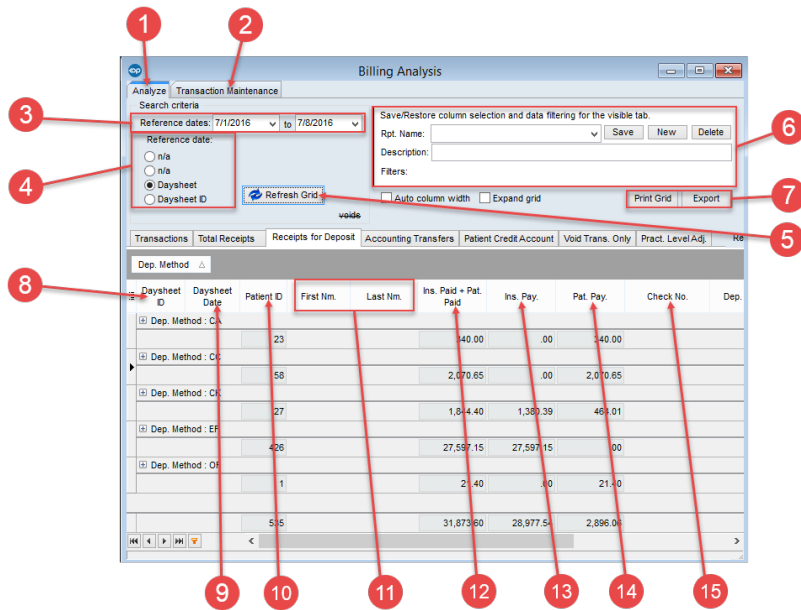 1
2
Billing Analysis
Analyze Transaction Maintenance
Search criteria
3
Reference dates: 7/1/2016 to 7/8/2016
Save/Restore column selection and data filtering for the visible tab.
Rpt. Name: Save New Delete
6
Reference date:
Description:
n/a
Filters:
4
n/a
Daysheet
Refresh Grid
Auto column width Expand grid Print Grid Export
7
Daysheet ID
voids
5
Transactions Total Receipts Receipts for Deposit Accounting Transfers Patient Credit Account Void Trans. Only Pract. Level Adj. Re
Dep. Method
8
Daysheet ID Daysheet Date Patient ID First Nm. Last Nm. Ins. Paid + Pat. Paid Ins. Pay. Pat. Pay. Check No. Dep.
Dep. Method : CA
23 340.00 .00 340.00
Dep. Method : CC
58 2,070.65 .00 2,070.65
Dep. Method : CK
27 1,844.40 1,380.39 464.01
Dep. Method : EF
426 27,597.15 27,597.15 .00
Dep. Method : OF
1 21.40 .00 21.40
535 31,873.60 28,977.54 2,896.06
9 10 11 12 13 14 15